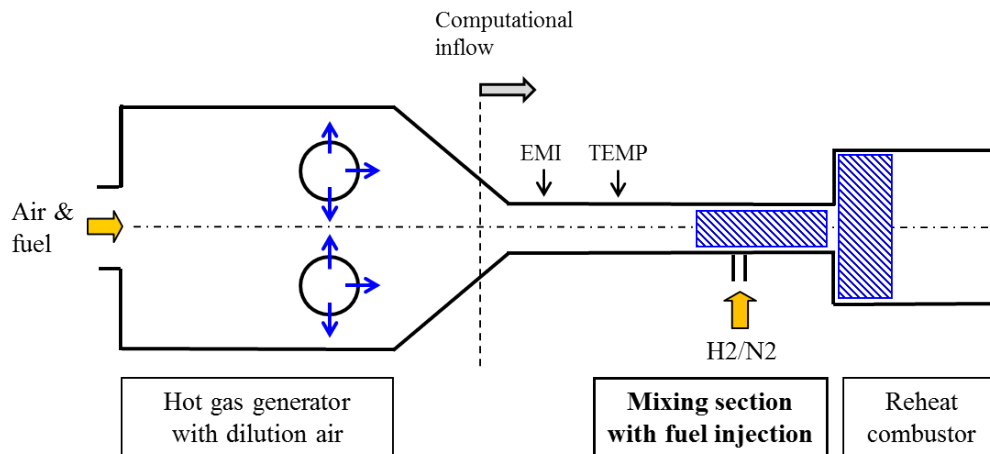 Computational
inflow
EMI
TEMP
Air &
fuel
H2/N2
Hot gas generator
with dilution air
Mixing section
with fuel injection
Reheat
combustor